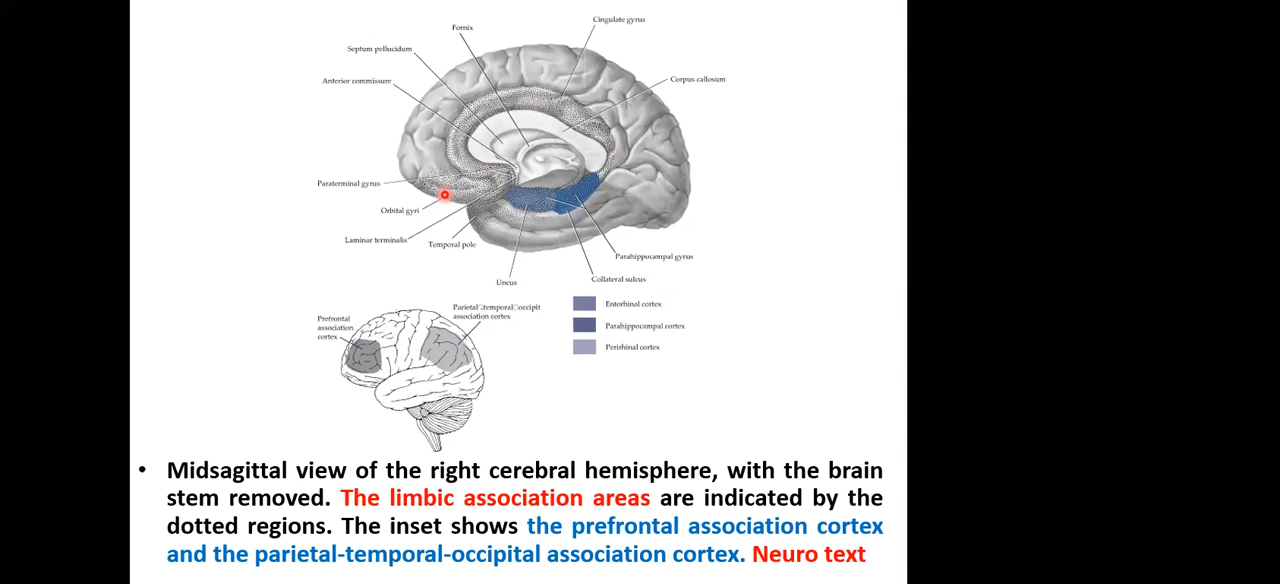 Cingulate gyrus
Fornix
Septum pellucidum
Anterior commissure
Corpus callosum
Paraterminal gyrus
Orbital gyri
Laminar terminalis
Temporal pole
Parahippocampal gyrus
Uncus
Collateral sulcus
Entorhinal cortex
Parahippocampal cortex
Perirhinal cortex
Prefrontal
association
cortex
Parietal□temporal□occipit
association cortex
• Midsagittal view of the right cerebral hemisphere, with the brain
stem removed. The limbic association areas are indicated by the
dotted regions. The inset shows the prefrontal association cortex
and the parietal-temporal-occipital association cortex. Neuro text